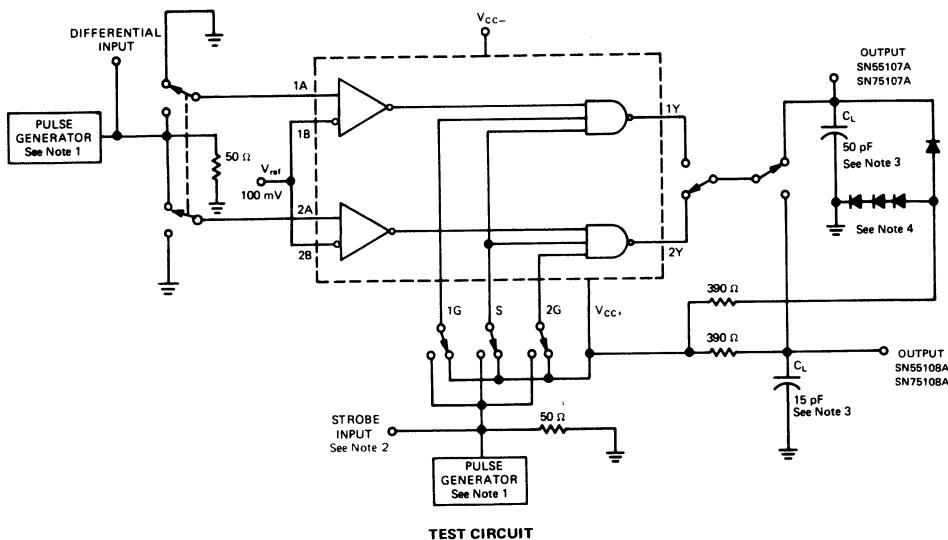 DIFFERENTIAL
INPUT
PULSE
GENERATOR
See Note 1
50 Ω
Vref
100 mV
1A
1B
2A
2B
VCC–
1Y
2Y
1G
S
2G
VCC+
OUTPUT
SN55107A
SN75107A
CL
50 pF
See Note 3
See Note 4
390 Ω
390 Ω
OUTPUT
SN55108A
SN75108A
CL
15 pF
See Note 3
STROBE
INPUT
See Note 2
50 Ω
PULSE
GENERATOR
See Note 1
TEST CIRCUIT